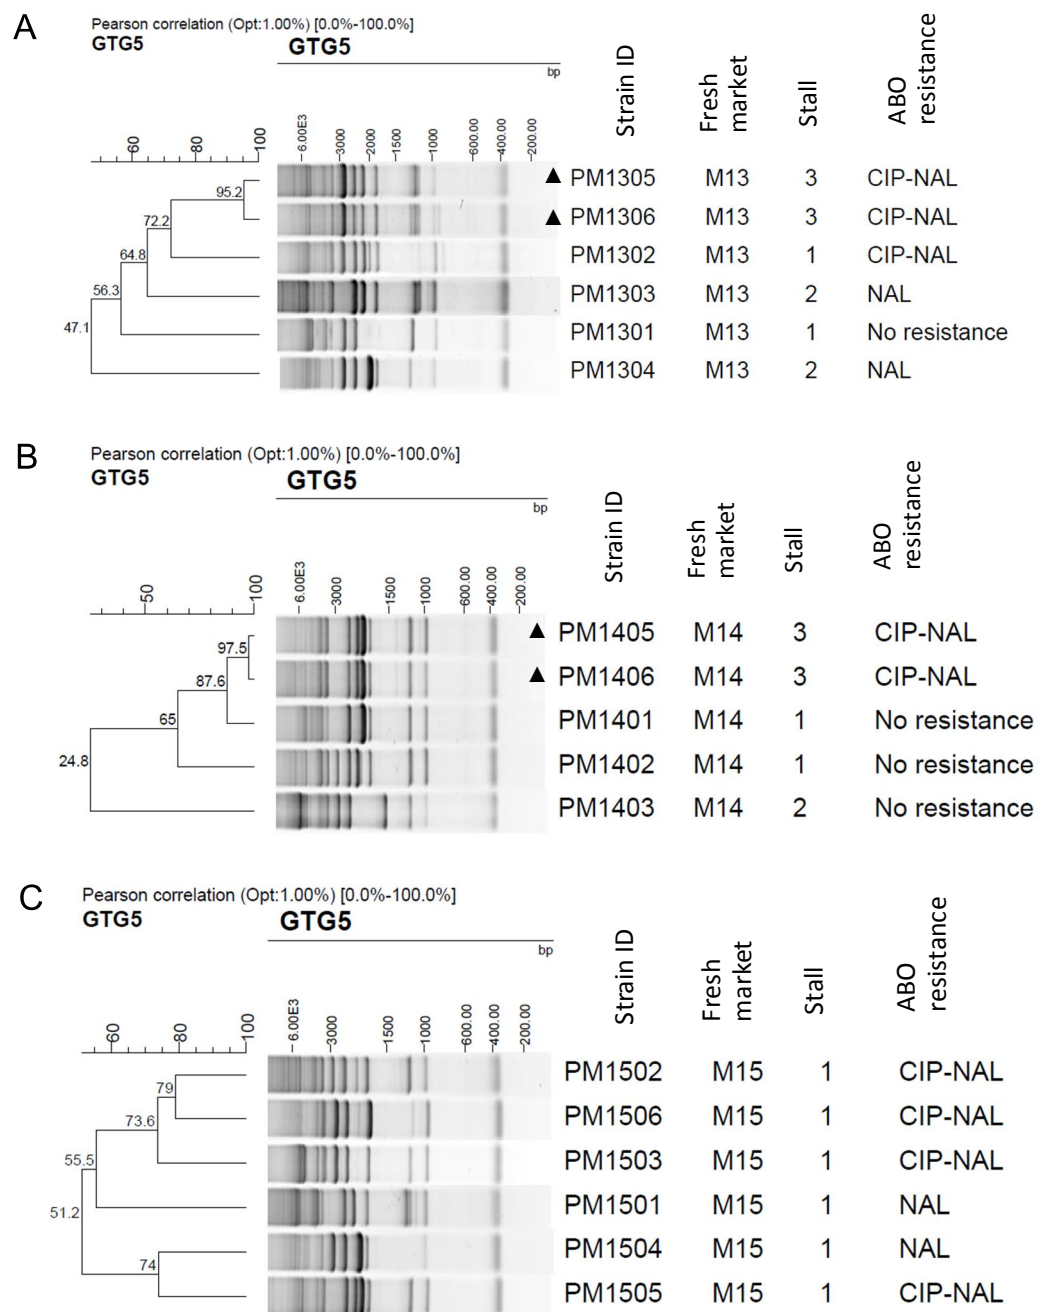 A
Pearson correlation (Opt:1.00%) [0.0%-100.0%]
GTG5
GTG5
bp
Strain ID
Fresh market
Stall
ABO resistance
60
80
100
6.00E3
3000
2000
1500
1000
600.00
400.00
200.00
95.2
72.2
64.8
56.3
47.1
▲ PM1305 M13 3 CIP-NAL
▲ PM1306 M13 3 CIP-NAL
PM1302 M13 1 CIP-NAL
PM1303 M13 2 NAL
PM1301 M13 1 No resistance
PM1304 M13 2 NAL
B
Pearson correlation (Opt:1.00%) [0.0%-100.0%]
GTG5
GTG5
bp
Strain ID
Fresh market
Stall
ABO resistance
50
100
6.00E3
3000
1500
1000
600.00
400.00
200.00
97.5
87.6
65
24.8
▲ PM1405 M14 3 CIP-NAL
▲ PM1406 M14 3 CIP-NAL
PM1401 M14 1 No resistance
PM1402 M14 1 No resistance
PM1403 M14 2 No resistance
C
Pearson correlation (Opt:1.00%) [0.0%-100.0%]
GTG5
GTG5
bp
Strain ID
Fresh market
Stall
ABO resistance
60
80
100
6.00E3
3000
1500
1000
600.00
400.00
200.00
79
73.6
55.5
51.2
74
PM1502 M15 1 CIP-NAL
PM1506 M15 1 CIP-NAL
PM1503 M15 1 CIP-NAL
PM1501 M15 1 NAL
PM1504 M15 1 NAL
PM1505 M15 1 CIP-NAL